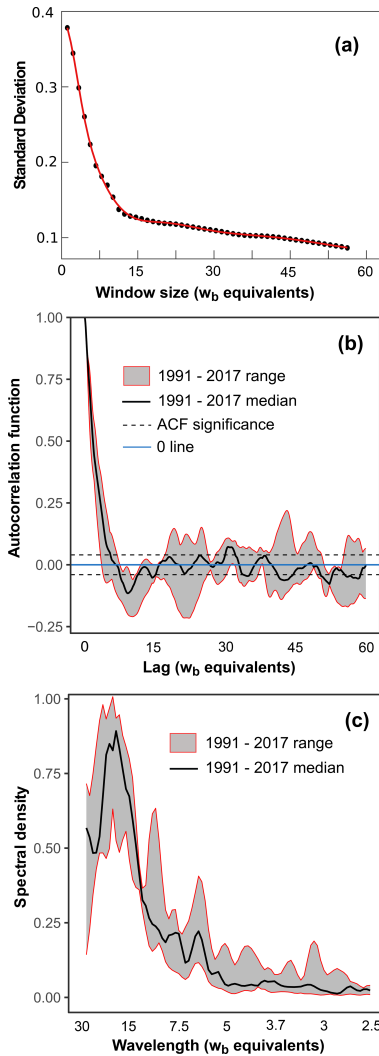 (a)
Standard Deviation
0.4
0.3
0.2
0.1
0 15 30 45 60
Window size (wb equivalents)
(b)
Autocorrelation function
1.00
0.75
0.50
0.25
0.00
−0.25
1991 - 2017 range
1991 - 2017 median
ACF significance
0 line
0 15 30 45 60
Lag (wb equivalents)
(c)
Spectral density
1.00
0.75
0.50
0.25
0.00
1991 - 2017 range
1991 - 2017 median
30 15 7.5 5 3.7 3 2.5
Wavelength (wb equivalents)